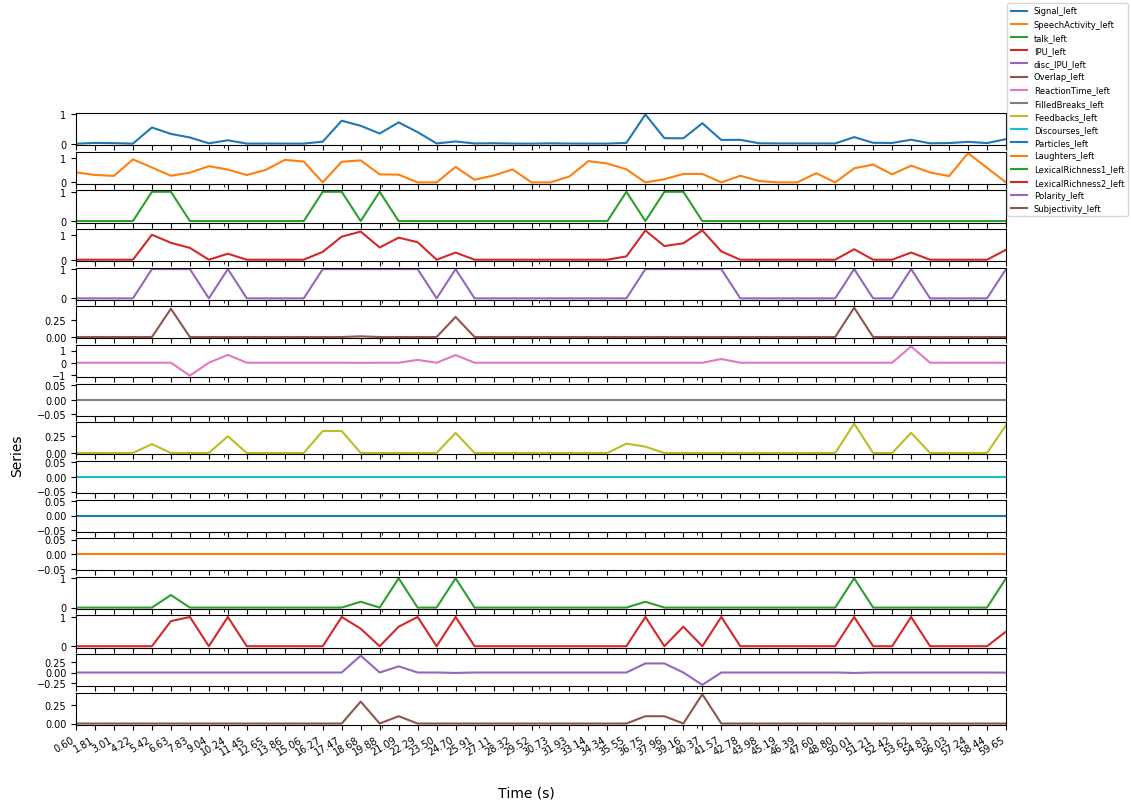 Signal_left
SpeechActivity_left
talk_left
IPU_left
disc_IPU_left
Overlap_left
ReactionTime_left
FilledBreaks_left
Feedbacks_left
Discourses_left
Particles_left
Laughters_left
LexicalRichness1_left
LexicalRichness2_left
Polarity_left
Subjectivity_left
1
0
1
0
1
0
1
0
1
0
0.25
0.00
1
0
−1
0.05
0.00
−0.05
0.25
0.00
0.05
0.00
−0.05
0.05
0.00
−0.05
0.05
0.00
−0.05
1
0
1
0
0.25
0.00
−0.25
0.25
0.00
Series
0.60 1.81 3.01 4.22 5.42 6.63 7.83 9.04 10.24 11.45 12.65 13.86 15.06 16.27 17.47 18.68 19.88 21.09 22.29 23.50 24.70 25.91 27.11 28.32 29.52 30.73 31.93 33.14 34.34 35.55 36.75 37.96 39.16 40.37 41.57 42.78 43.98 45.19 46.39 47.60 48.80 50.01 51.21 52.42 53.62 54.83 56.03 57.24 58.44 59.65
Time (s)